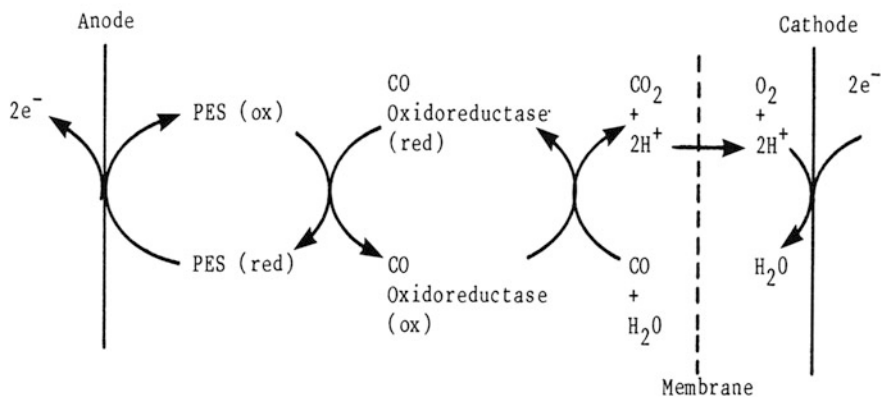 Anode
Cathode
2e⁻
PES (ox)
CO
Oxidoreductase
(red)
CO₂
+
2H⁺
O₂
+
2H⁺
2e⁻
PES (red)
CO
Oxidoreductase
(ox)
CO
+
H₂O
H₂O
Membrane